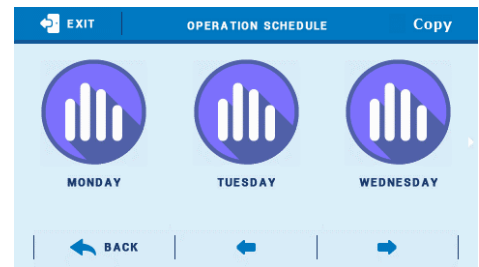 EXIT OPERATION SCHEDULE Copy
MONDAY TUESDAY WEDNESDAY
BACK